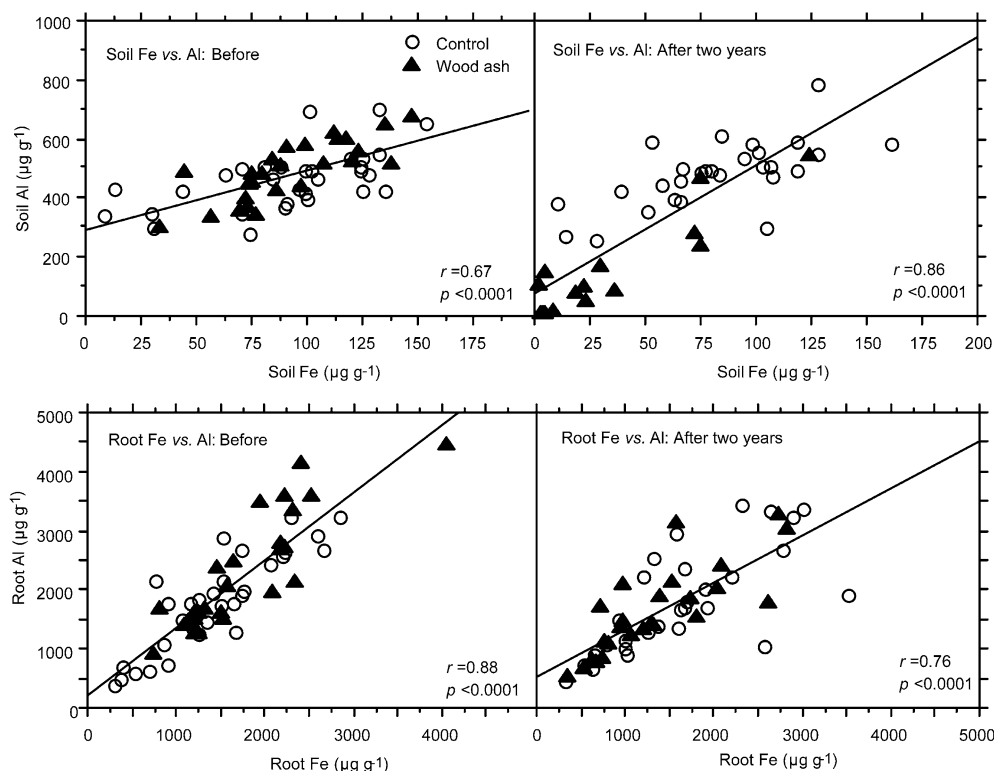 1000
800
600
400
200
0
Soil Al (µg g-1)
Soil Fe vs. Al: Before
Control
Wood ash
r =0.67
p <0.0001
0 25 50 75 100 125 150 175
Soil Fe (µg g-1)
Soil Fe vs. Al: After two years
r =0.86
p <0.0001
0 25 50 75 100 125 150 175 200
Soil Fe (µg g-1)
5000
4000
3000
2000
1000
0
Root Al (µg g-1)
Root Fe vs. Al: Before
r =0.88
p <0.0001
0 1000 2000 3000 4000
Root Fe (µg g-1)
Root Fe vs. Al: After two years
r =0.76
p <0.0001
0 1000 2000 3000 4000 5000
Root Fe (µg g-1)